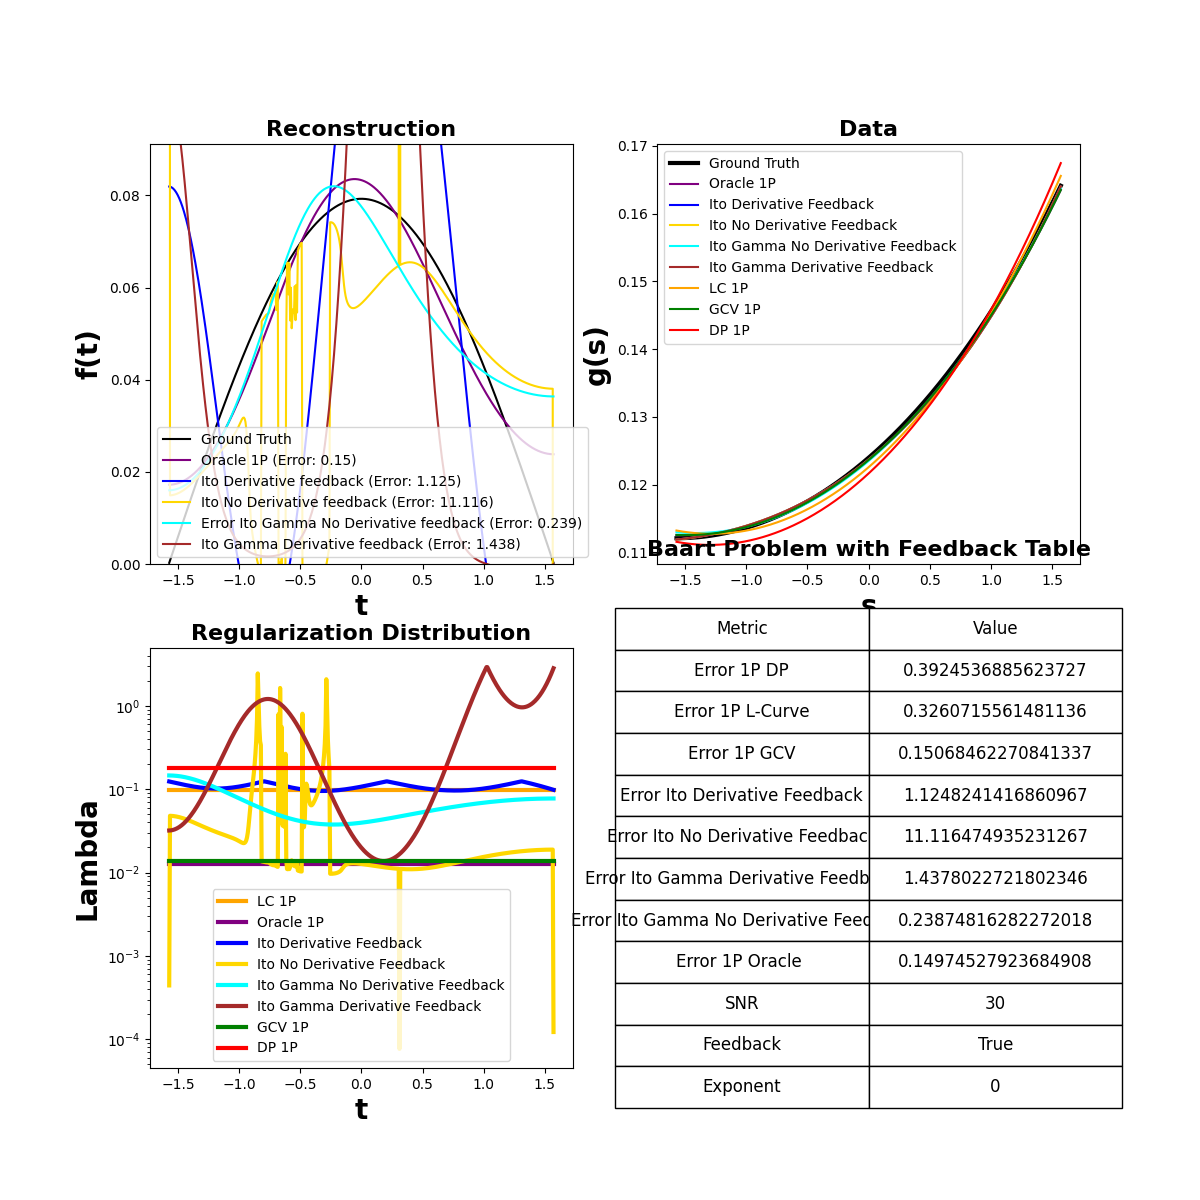 Reconstruction
f(t)
0.08
0.06
0.04
0.02
0.00
Ground Truth
Oracle 1P (Error: 0.15)
Ito Derivative feedback (Error: 1.125)
Ito No Derivative feedback (Error: 11.116)
Error Ito Gamma No Derivative feedback (Error: 0.239)
Ito Gamma Derivative feedback (Error: 1.438)
−1.5 −1.0 −0.5 0.0 0.5 1.0 1.5
t
Data
g(s)
0.17
0.16
0.15
0.14
0.13
0.12
0.11
Ground Truth
Oracle 1P
Ito Derivative Feedback
Ito No Derivative Feedback
Ito Gamma No Derivative Feedback
Ito Gamma Derivative Feedback
LC 1P
GCV 1P
DP 1P
−1.5 −1.0 −0.5 0.0 0.5 1.0 1.5
s
Regularization Distribution
Lambda
10⁰
10⁻¹
10⁻²
10⁻³
10⁻⁴
LC 1P
Oracle 1P
Ito Derivative Feedback
Ito No Derivative Feedback
Ito Gamma No Derivative Feedback
Ito Gamma Derivative Feedback
GCV 1P
DP 1P
−1.5 −1.0 −0.5 0.0 0.5 1.0 1.5
t
Baart Problem with Feedback Table
Metric Value
Error 1P DP 0.3924536885623727
Error 1P L-Curve 0.3260715561481136
Error 1P GCV 0.15068462270841337
Error Ito Derivative Feedback 1.1248241416860967
Error Ito No Derivative Feedbac 11.116474935231267
Error Ito Gamma Derivative Feedb 1.4378022721802346
Error Ito Gamma No Derivative Feec 0.23874816282272018
Error 1P Oracle 0.14974527923684908
SNR 30
Feedback True
Exponent 0